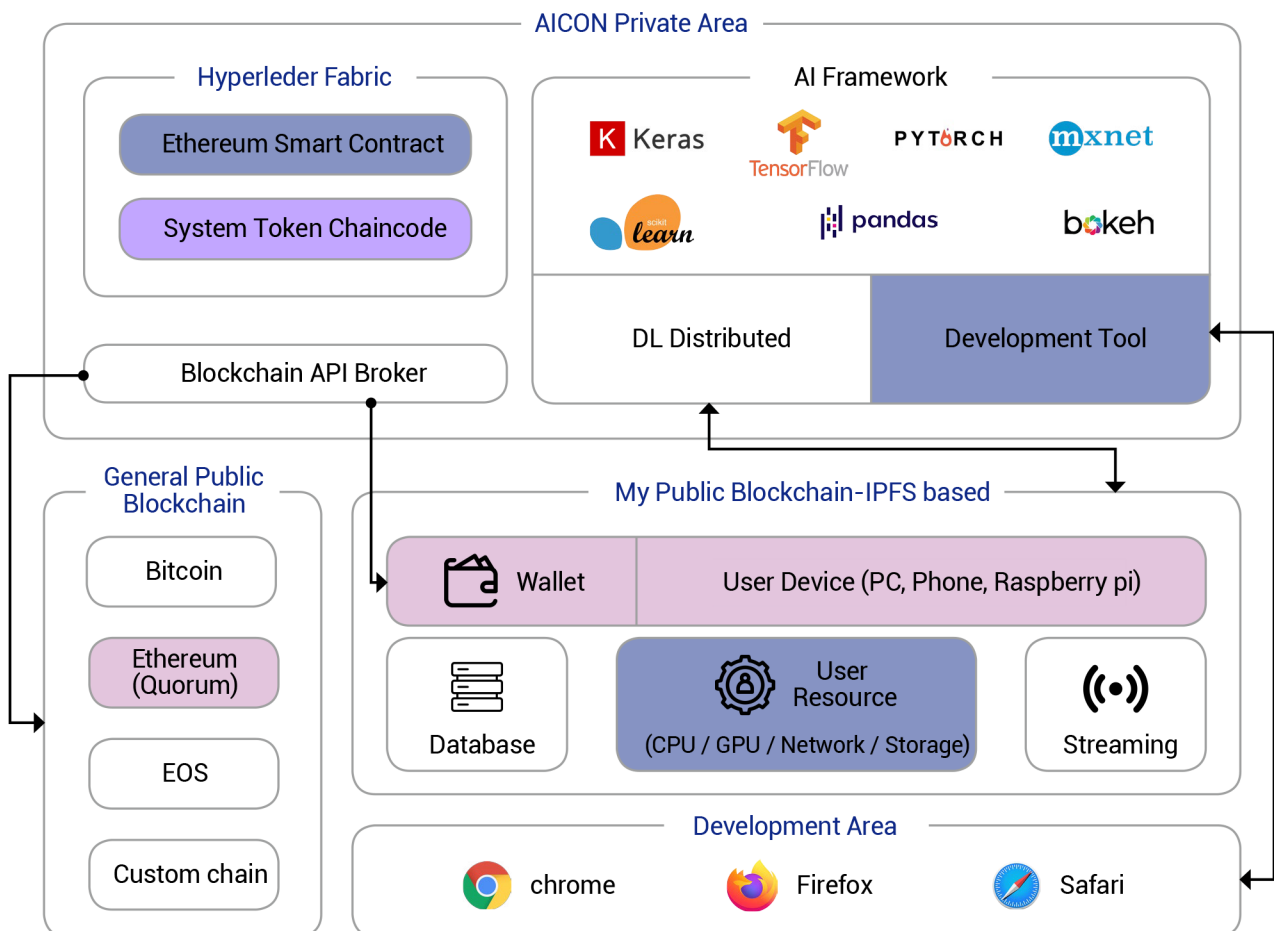 AICON Private Area
Hyperleder Fabric
Ethereum Smart Contract
System Token Chaincode
Blockchain API Broker
AI Framework
K Keras
TensorFlow
PYTORCH
mxnet
scikit
learn
pandas
bokeh
DL Distributed
Development Tool
General Public
Blockchain
Bitcoin
Ethereum
(Quorum)
EOS
Custom chain
My Public Blockchain-IPFS based
Wallet
User Device (PC, Phone, Raspberry pi)
Database
User
Resource
(CPU / GPU / Network / Storage)
Streaming
Development Area
chrome
Firefox
Safari